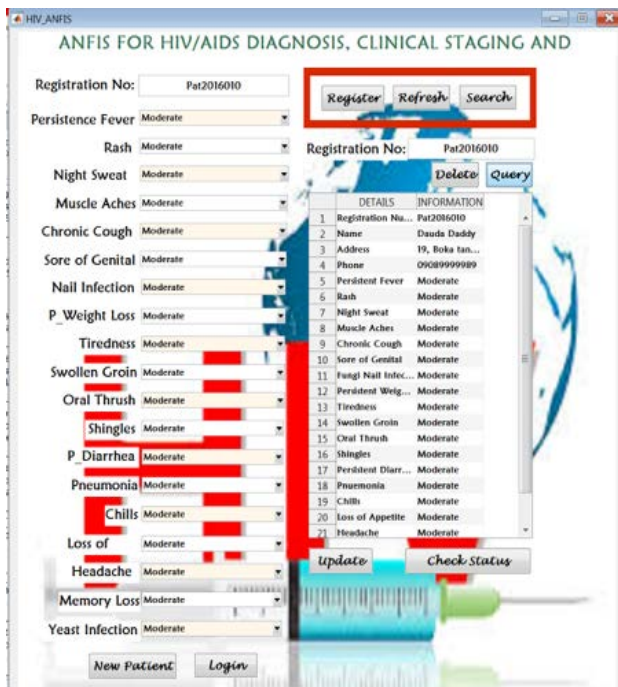 HIV_ANFIS
ANFIS FOR HIV/AIDS DIAGNOSIS, CLINICAL STAGING AND
Registration No: Pat2016010
Persistence Fever Moderate
Rash Moderate
Night Sweat Moderate
Muscle Aches Moderate
Chronic Cough Moderate
Sore of Genital Moderate
Nail Infection Moderate
P_Weight Loss Moderate
Tiredness Moderate
Swollen Groin Moderate
Oral Thrush Moderate
Shingles Moderate
P_Diarrhea Moderate
Pneumonia Moderate
Chills Moderate
Loss of Moderate
Headache Moderate
Memory Loss Moderate
Yeast Infection Moderate
New Patient Login
Register Refresh Search
Registration No: Pat2016010
Delete Query
DETAILS INFORMATION
1 Registration Nu... Pat2016010
2 Name Dauda Daddy
3 Address 19, Boka tan...
4 Phone 09089999989
5 Persistent Fever Moderate
6 Rash Moderate
7 Night Sweat Moderate
8 Muscle Aches Moderate
9 Chronic Cough Moderate
10 Sore of Genital Moderate
11 Fungi Nail Infec... Moderate
12 Persistent Weig... Moderate
13 Tiredness Moderate
14 Swollen Groin Moderate
15 Oral Thrush Moderate
16 Shingles Moderate
17 Persistent Diarr... Moderate
18 Pnuemonia Moderate
19 Chills Moderate
20 Loss of Appetite Moderate
21 Headache Moderate
Update Check Status